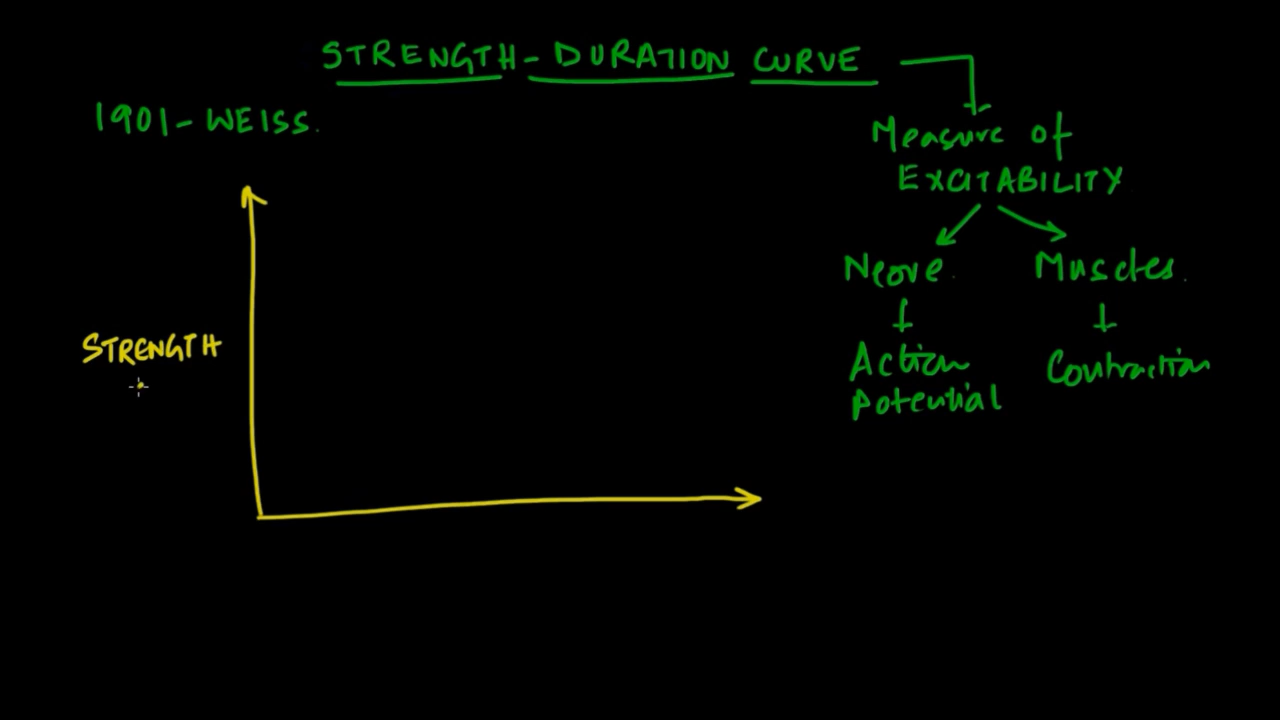 STRENGTH-DURATION CURVE
1901-WEISS.
Measure of
EXCITABILITY
Nerve.
Muscles.
Action
Potential
Contraction
STRENGTH